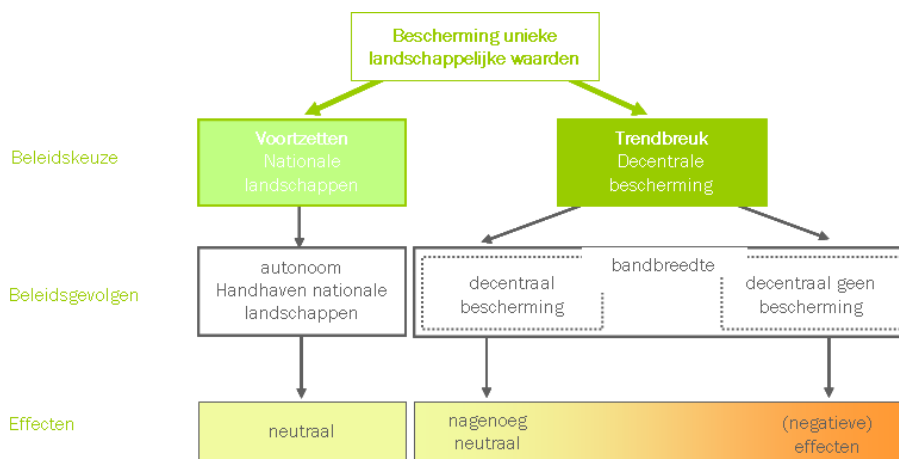 Bescherming unieke
landschappelijke waarden
Beleidskeuze
Voortzetten
Nationale
landschappen
Trendbreuk
Decentrale
bescherming
Beleidsgevolgen
autonoom
Handhaven nationale
landschappen
bandbreedte
decentraal
bescherming
decentraal geen
bescherming
Effecten
neutraal
nagenoeg
neutraal
(negatieve)
effecten